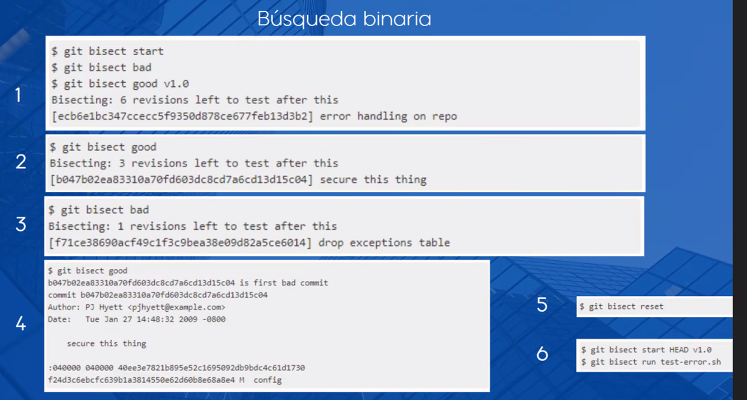 Búsqueda binaria
1
$ git bisect start
$ git bisect bad
$ git bisect good v1.0
Bisecting: 6 revisions left to test after this
[ecb6e1bc347ccecc5f9350d878ce677feb13d3b2] error handling on repo
2
$ git bisect good
Bisecting: 3 revisions left to test after this
[b047b02ea83310a70fd603dc8cd7a6cd13d15c04] secure this thing
3
$ git bisect bad
Bisecting: 1 revisions left to test after this
[f71ce38690acf49c1f3c9bea38e09d82a5ce6014] drop exceptions table
4
$ git bisect good
b047b02ea83310a70fd603dc8cd7a6cd13d15c04 is first bad commit
commit b047b02ea83310a70fd603dc8cd7a6cd13d15c04
Author: PJ Hyett <pjhyett@example.com>
Date:   Tue Jan 27 14:48:32 2009 -0800
secure this thing
:040000 040000 40ee3e7821b895e52c1695092db9bdc4c61d1730
f24d3c6ebcfc639b1a3814550e62d60b8e68a8e4 M  config
5
$ git bisect reset
6
$ git bisect start HEAD v1.0
$ git bisect run test-error.sh